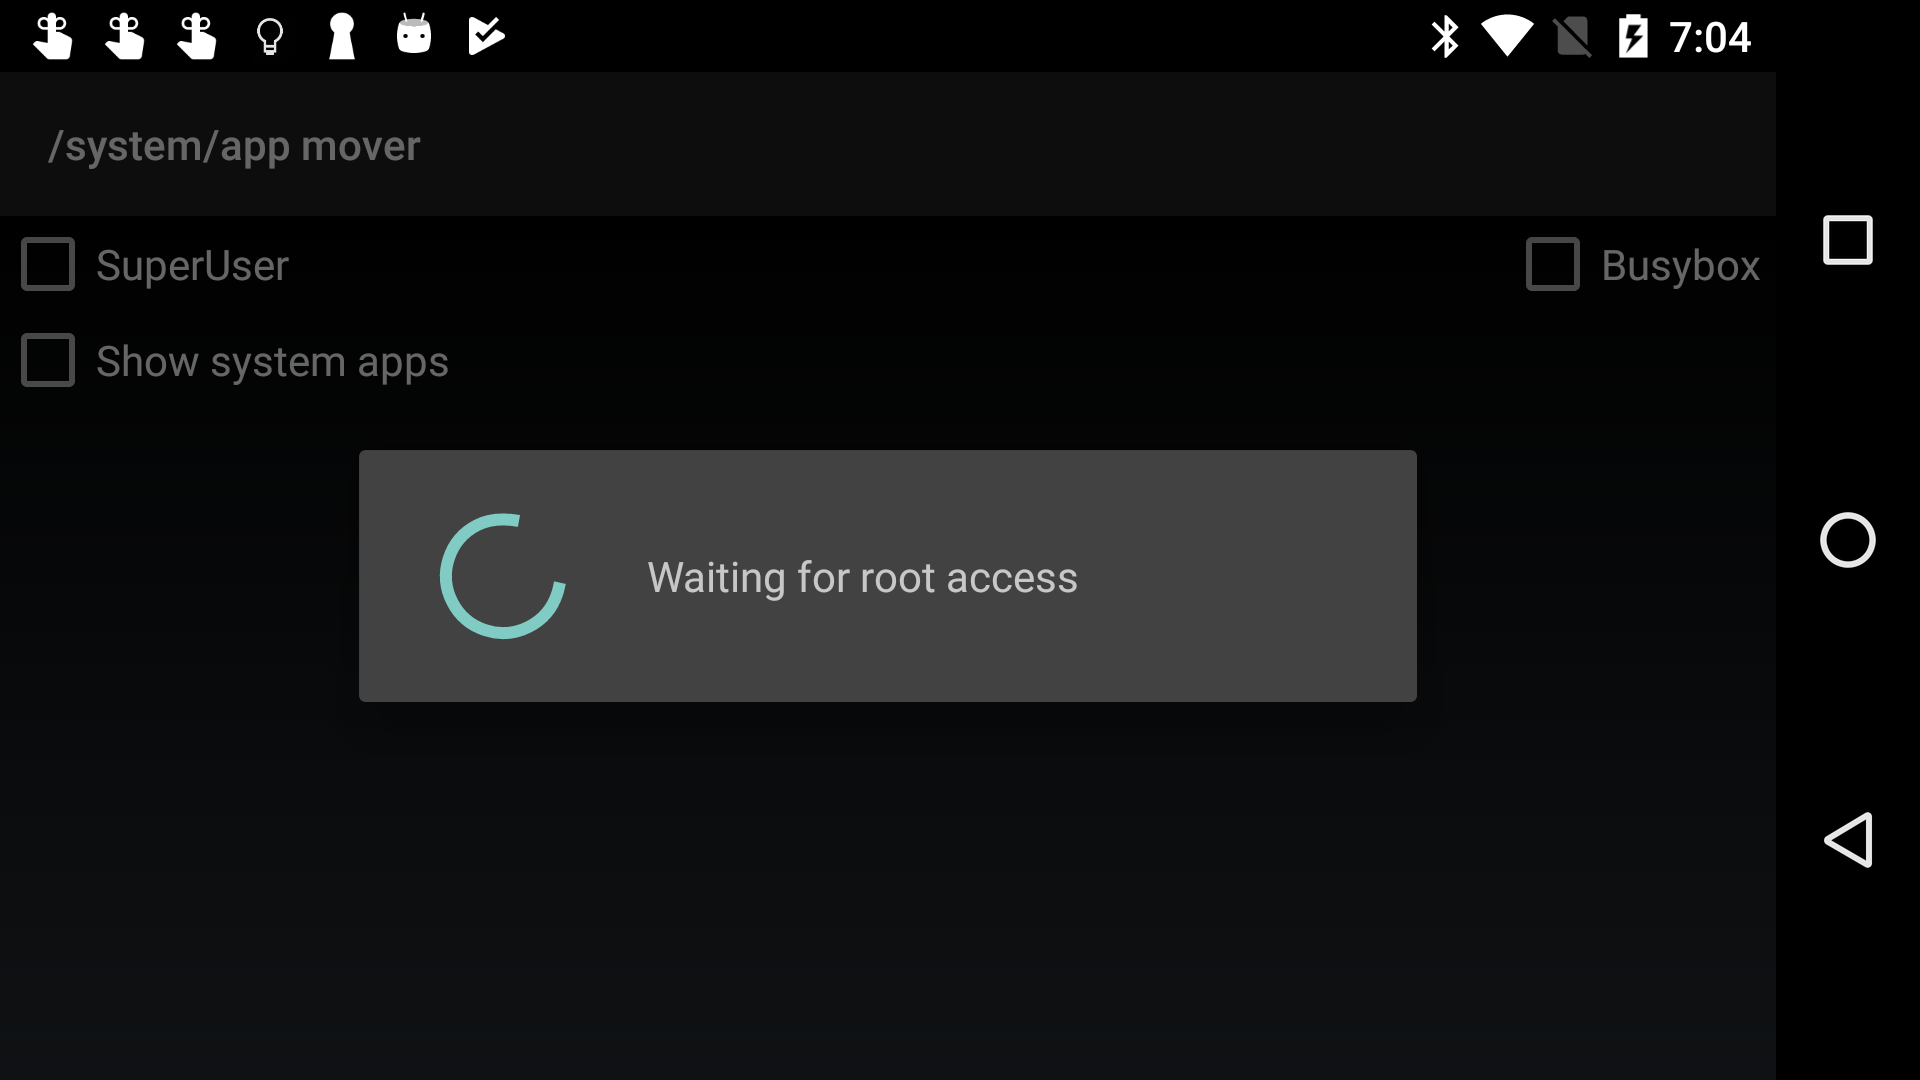 7:04
/system/app mover
SuperUser
Busybox
Show system apps
Waiting for root access